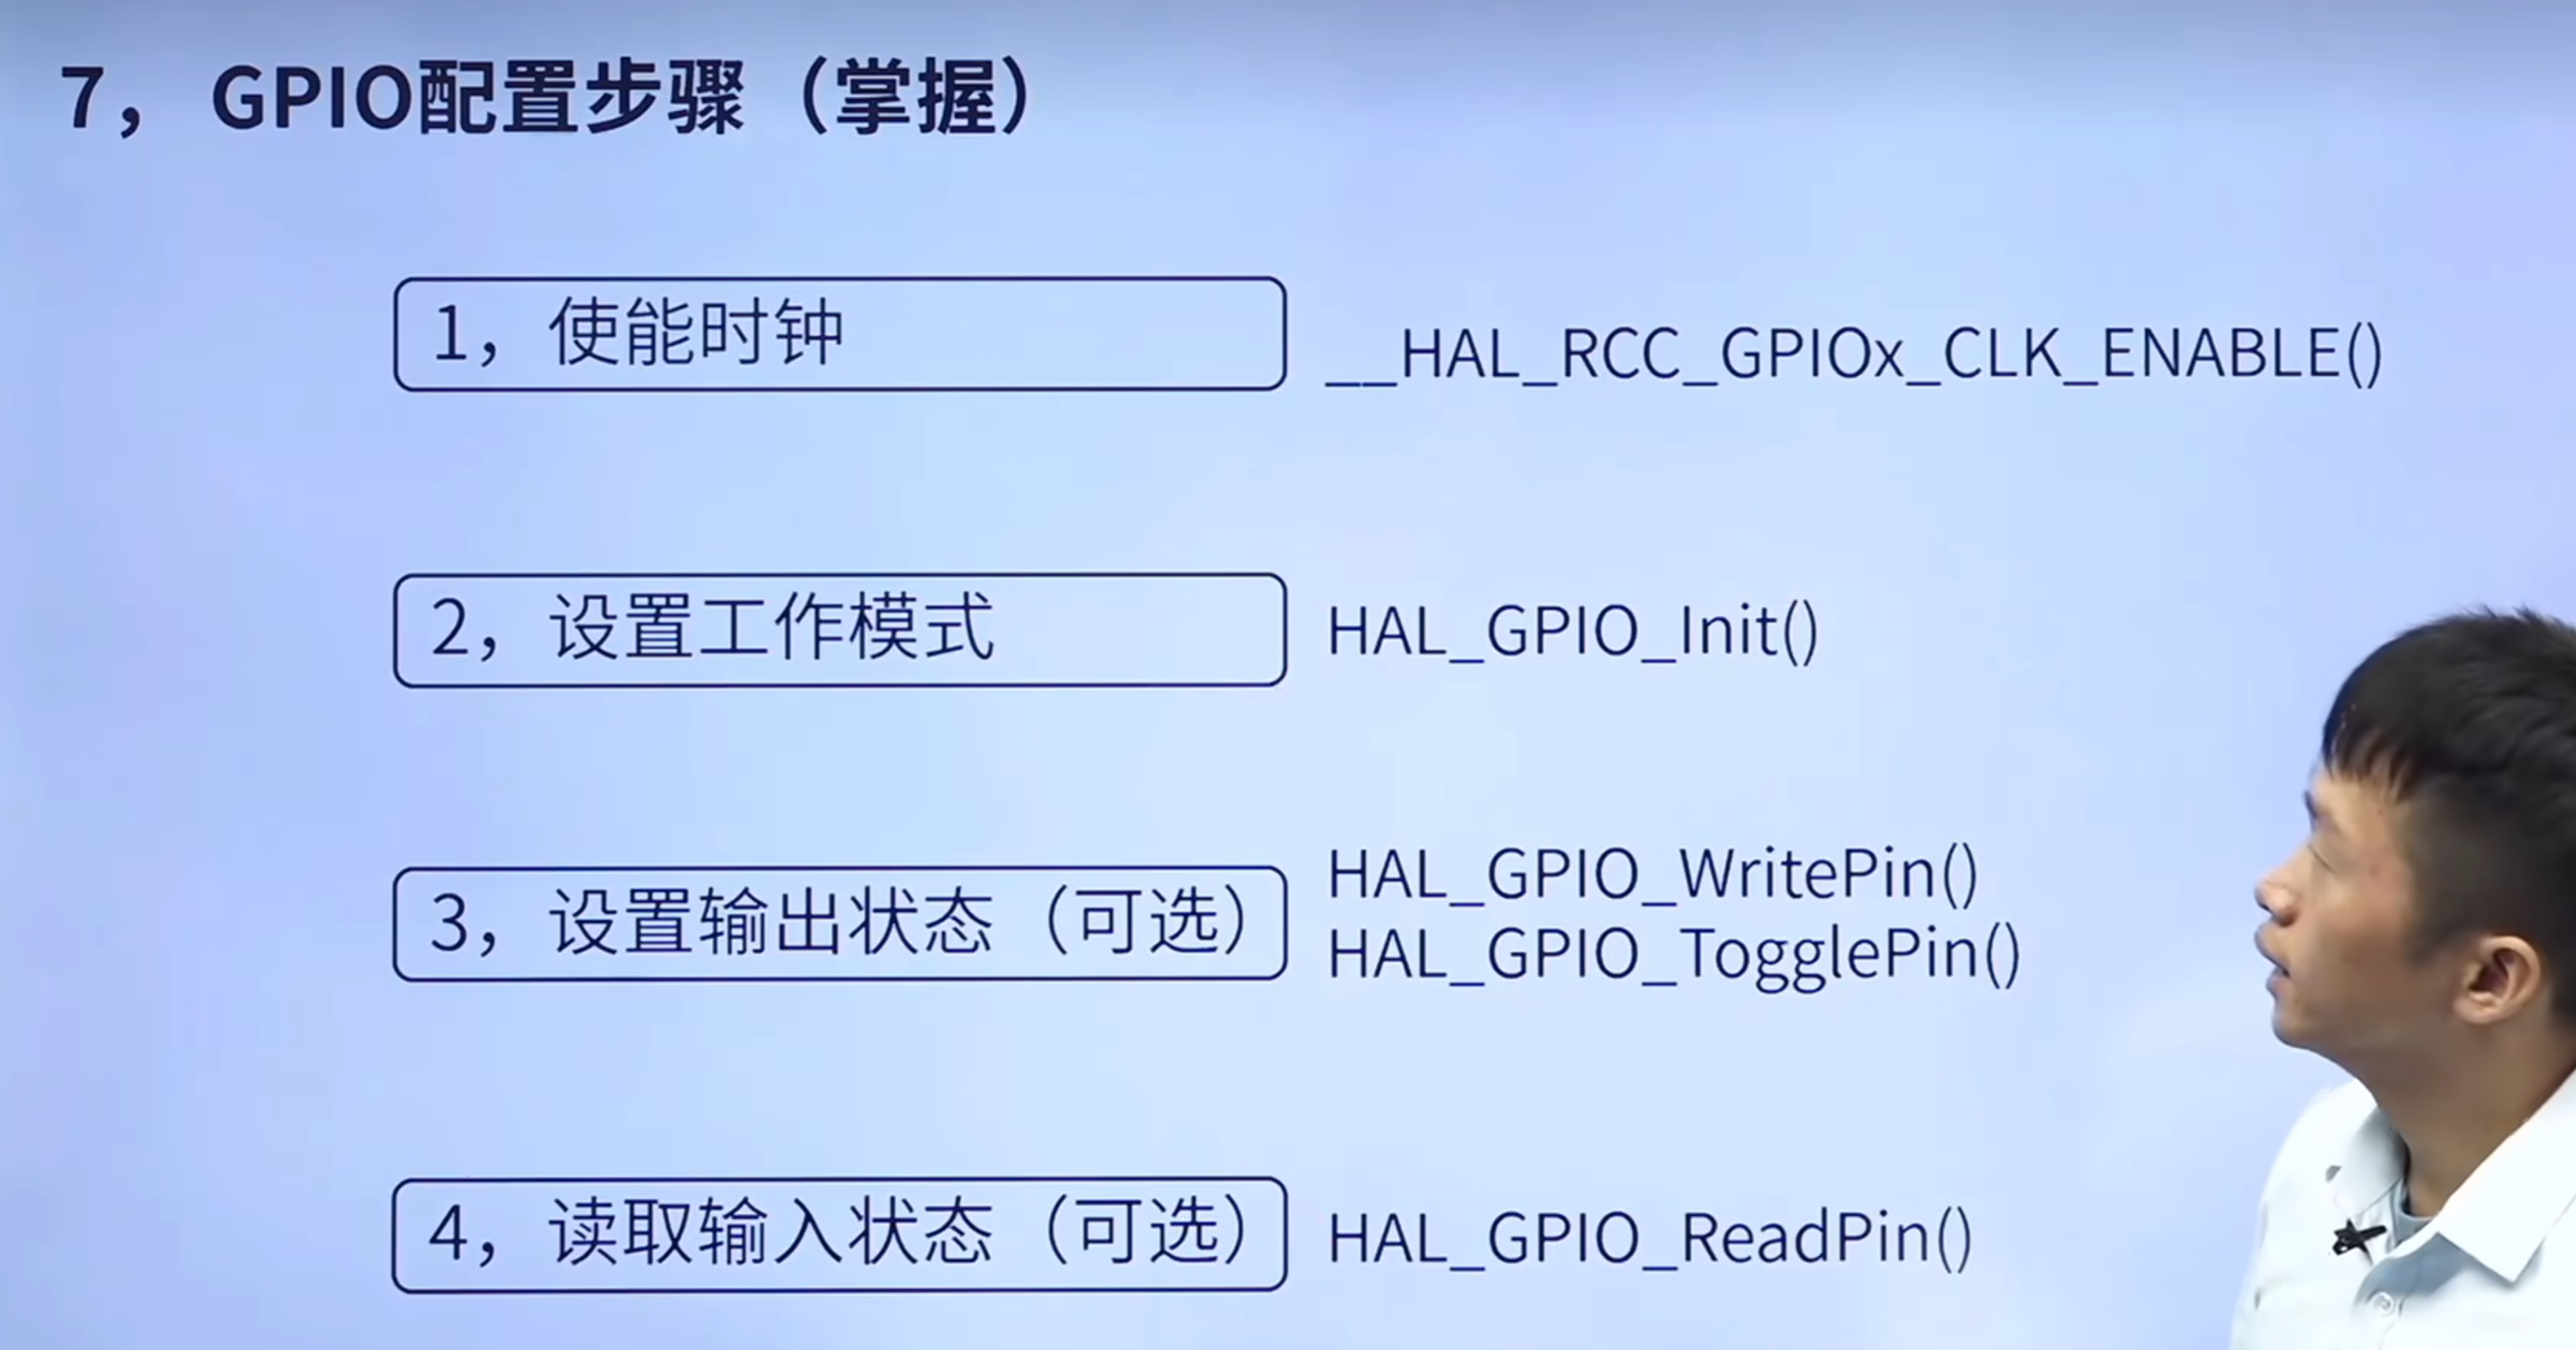 7，GPIO配置步骤（掌握）
1，使能时钟
__HAL_RCC_GPIOx_CLK_ENABLE()
2，设置工作模式
HAL_GPIO_Init()
3，设置输出状态（可选）
HAL_GPIO_WritePin()
HAL_GPIO_TogglePin()
4，读取输入状态（可选）
HAL_GPIO_ReadPin()